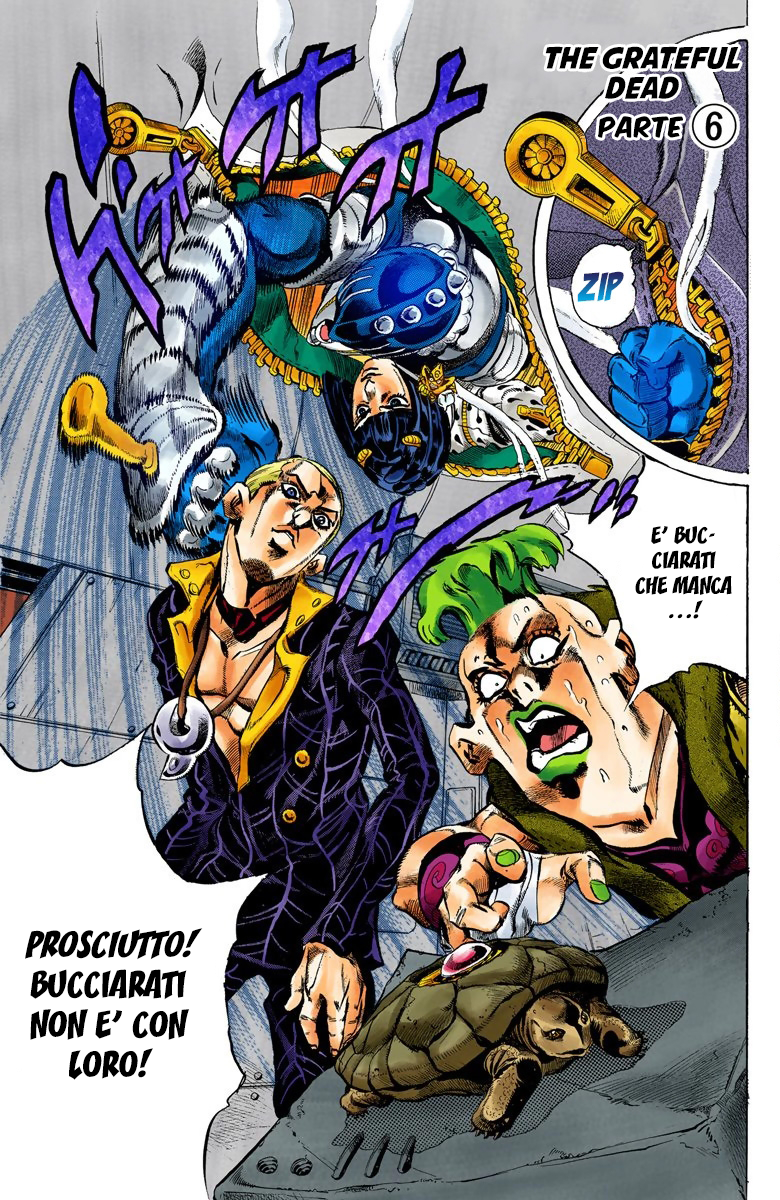 THE GRATEFUL
DEAD
PARTE 6
ZIP
E' BUC-
CIARATI
CHE MANCA
...!
PROSCIUTTO!
BUCCIARATI
NON E' CON
LORO!